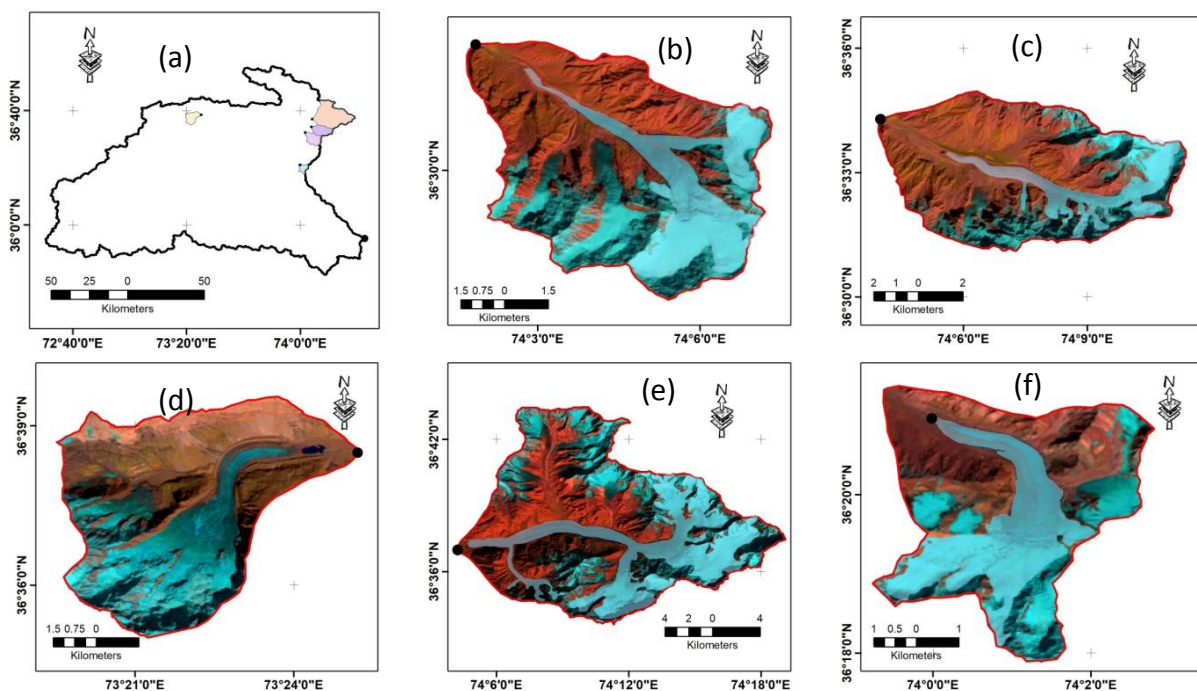 (a)
N
36°40'0"N
36°0'0"N
50 25 0 50
Kilometers
72°40'0"E 73°20'0"E 74°0'0"E
(b)
N
36°30'0"N
1.5 0.75 0 1.5
Kilometers
74°3'0"E 74°6'0"E
(c)
N
36°36'0"N
36°33'0"N
36°30'0"N
2 1 0 2
Kilometers
74°6'0"E 74°9'0"E
(d)
N
36°39'0"N
36°36'0"N
1.5 0.75 0
Kilometers
73°21'0"E 73°24'0"E
(e)
N
36°42'0"N
36°36'0"N
4 2 0 4
Kilometers
74°6'0"E 74°12'0"E 74°18'0"E
(f)
N
36°20'0"N
36°18'0"N
1 0.5 0 1
Kilometers
74°0'0"E 74°2'0"E